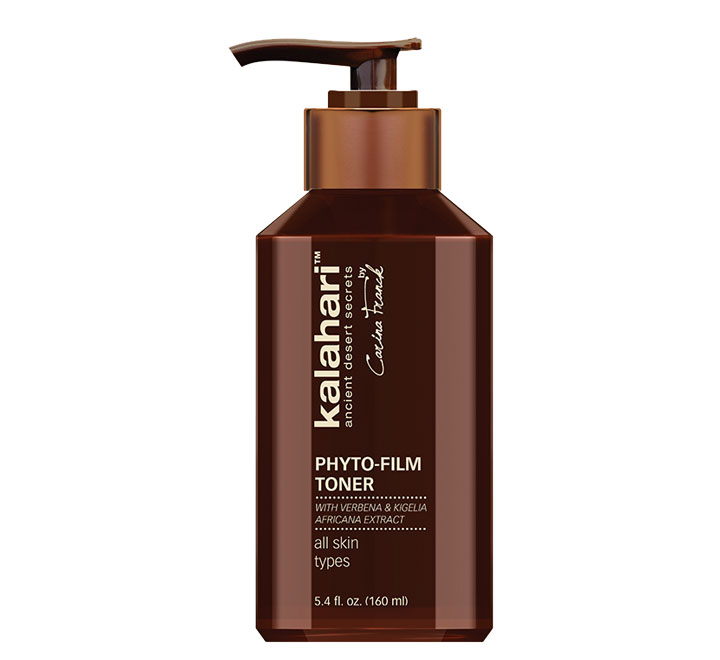 kalahari™
ancient desert secrets
by
Carina Franck
PHYTO-FILM
TONER
WITH VERBENA & KIGELIA
AFRICANA EXTRACT
all skin
types
5.4 fl. oz. (160 ml)